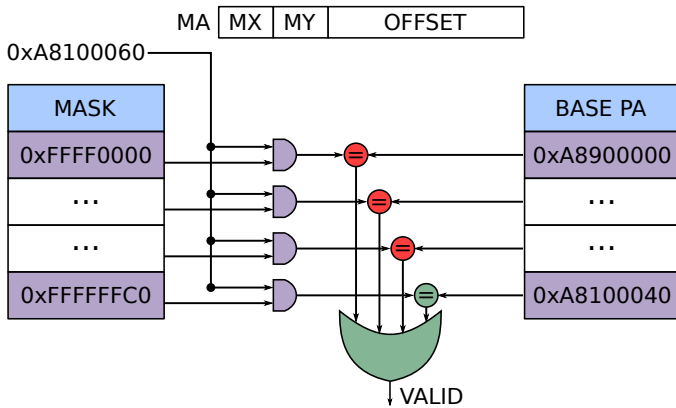 MA MX MY OFFSET
0xA8100060
MASK
0xFFFF0000
...
...
0xFFFFFFC0
=
=
=
=
BASE PA
0xA8900000
...
...
0xA8100040
VALID